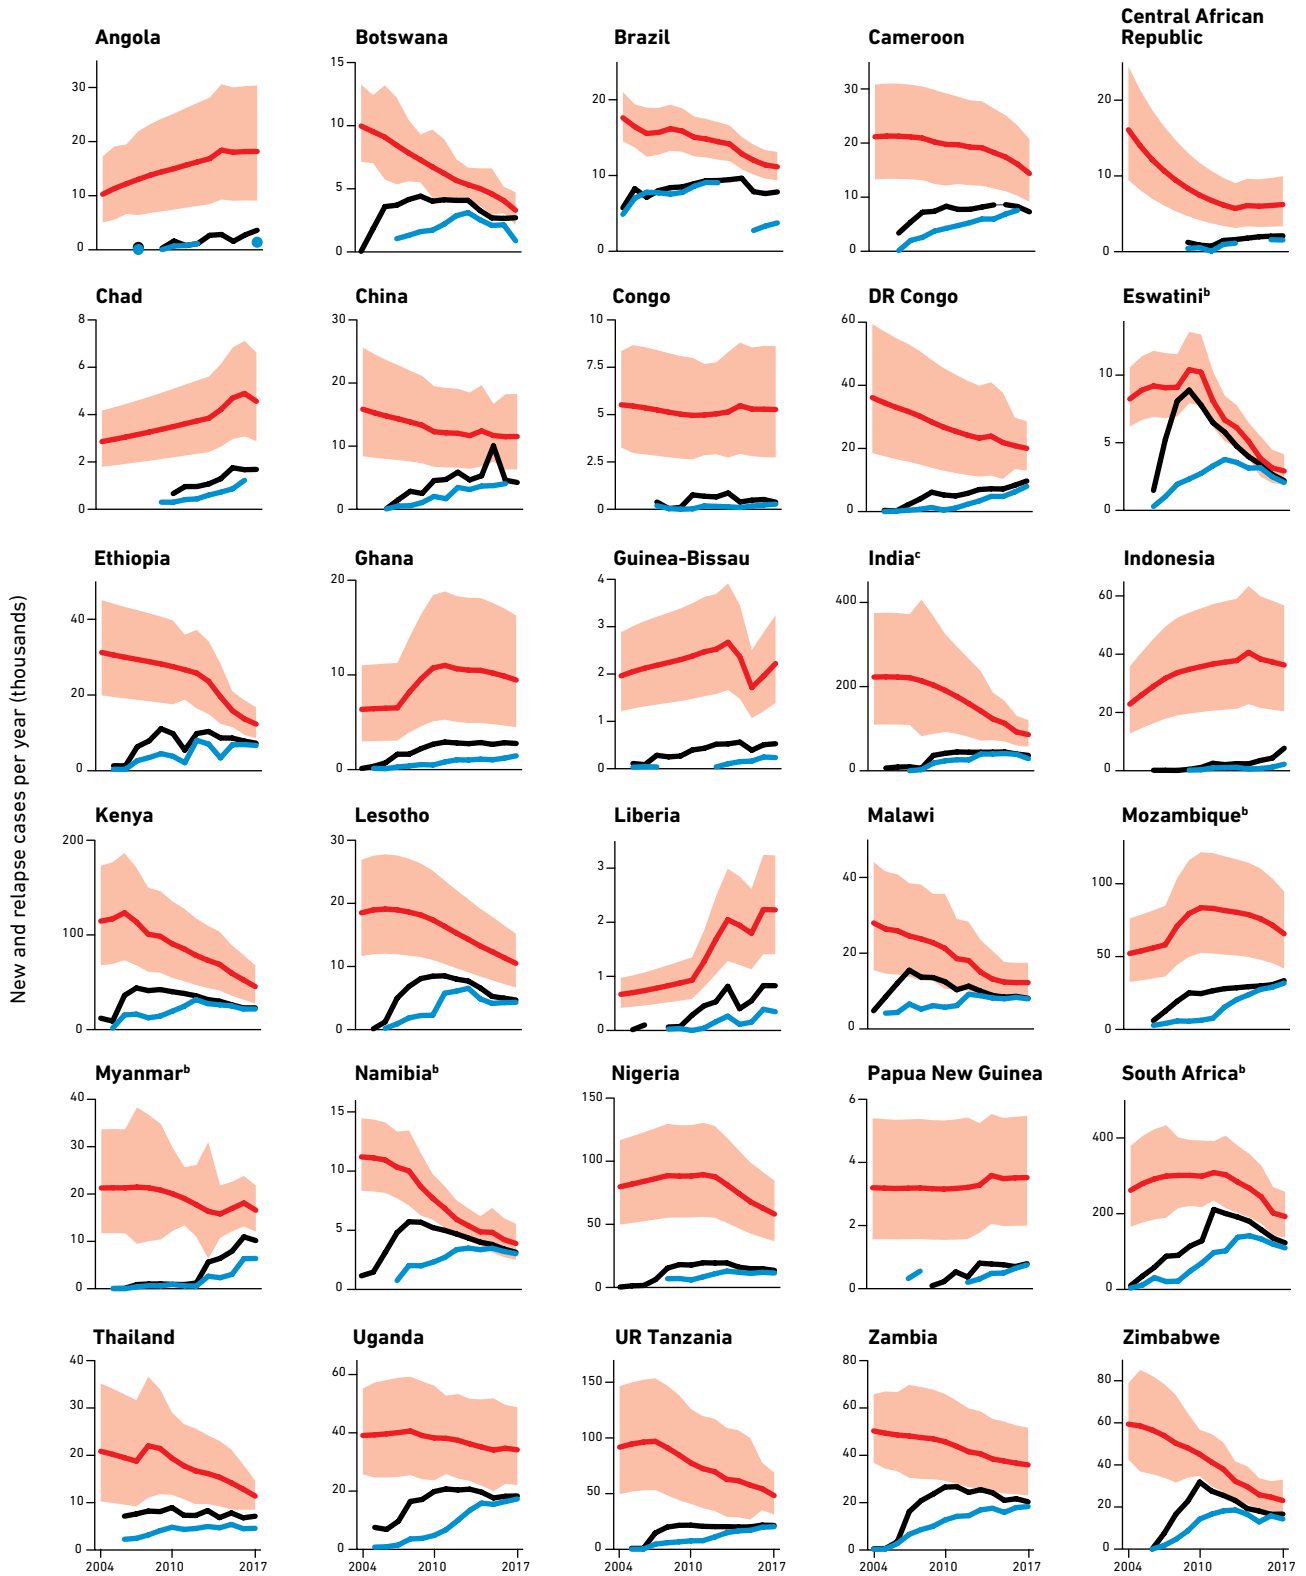 Central African
Angola Botswana Brazil Cameroon Republic
30 20 10 0
15 10 5 0
20 10 0
30 20 10 0
20 10 0
Chad China Congo DR Congo Eswatiniᵇ
8 6 4 2 0
30 20 10 0
10 7.5 5 2.5 0
60 40 20 0
10 5 0
New and relapse cases per year (thousands)
Ethiopia Ghana Guinea-Bissau Indiaᶜ Indonesia
40 20 0
20 10 0
4 3 2 1 0
400 200 0
60 40 20 0
Kenya Lesotho Liberia Malawi Mozambiqueᵇ
200 100 0
30 20 10 0
3 2 1 0
40 20 0
100 50 0
Myanmarᵇ Namibiaᵇ Nigeria Papua New Guinea South Africaᵇ
40 30 20 10 0
15 10 5 0
150 100 50 0
6 4 2 0
400 200 0
Thailand Uganda UR Tanzania Zambia Zimbabwe
40 30 20 10 0
60 40 20 0
150 100 50 0
80 60 40 20 0
80 60 40 20 0
2004 2010 2017 2004 2010 2017 2004 2010 2017 2004 2010 2017 2004 2010 2017